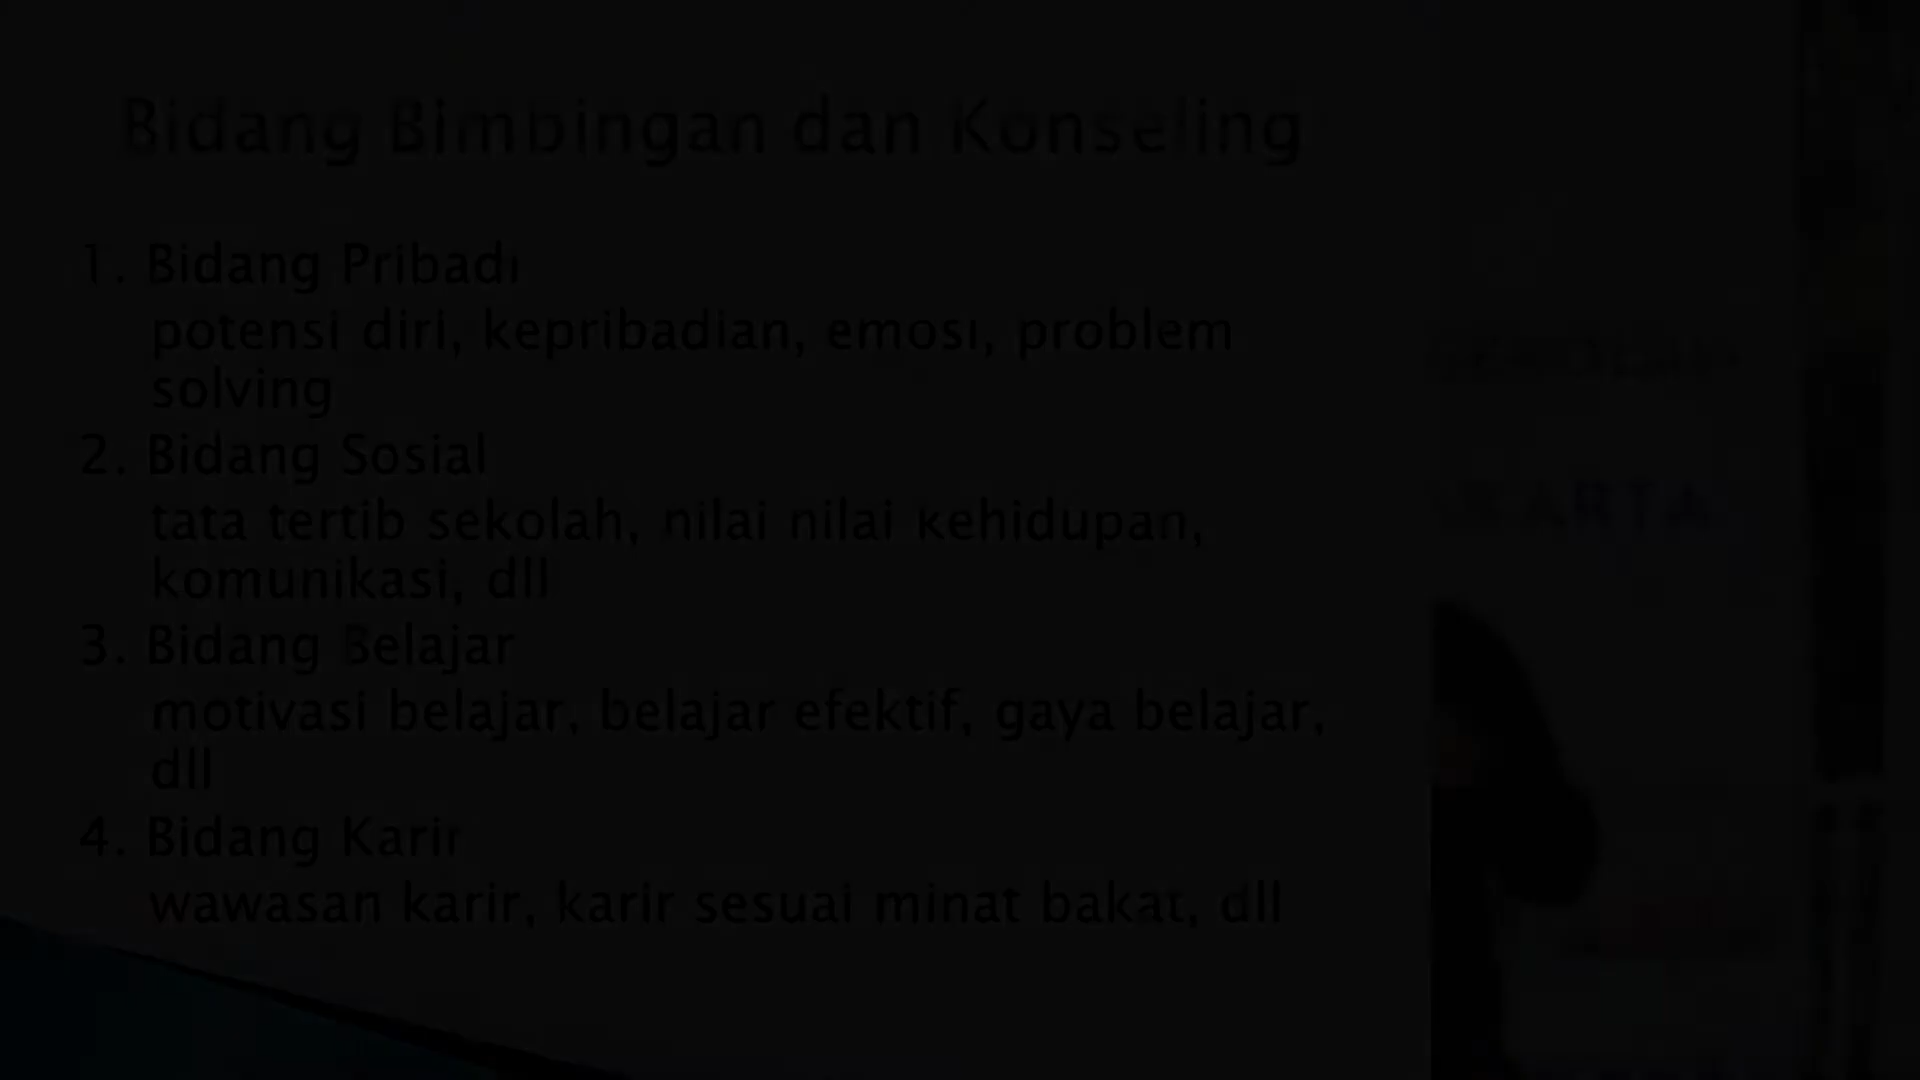 Bidang Bimbingan dan Konseling
1. Bidang Pribadi
potensi diri, kepribadian, emosi, problem
solving
2. Bidang Sosial
tata tertib sekolah, nilai nilai kehidupan,
komunikasi, dll
3. Bidang Belajar
motivasi belajar, belajar efektif, gaya belajar,
dll
4. Bidang Karir
wawasan karir, karir sesuai minat bakat, dll